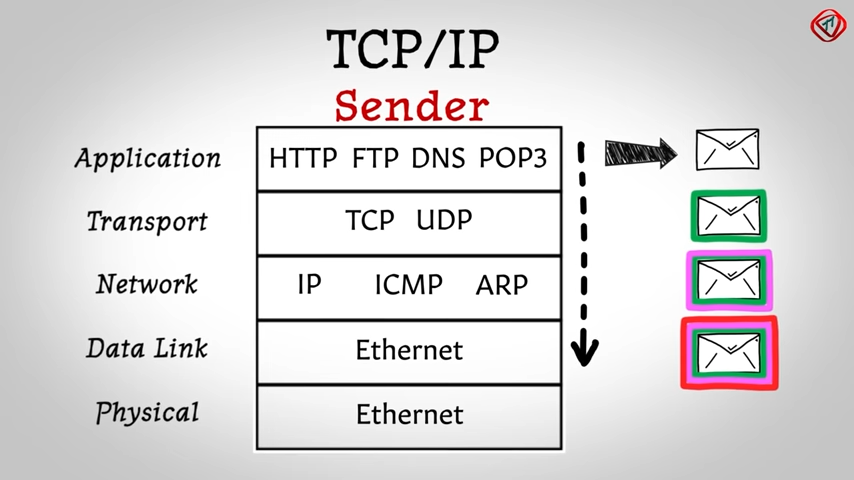 TCP/IP
Sender
Application HTTP FTP DNS POP3
Transport TCP UDP
Network IP ICMP ARP
Data Link Ethernet
Physical Ethernet